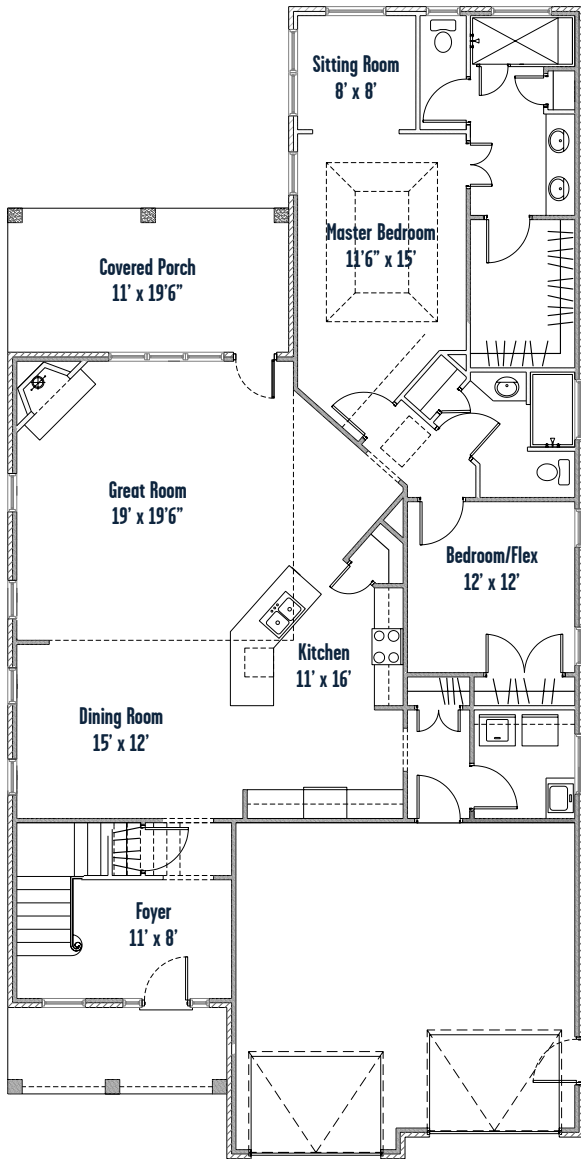 Sitting Room
8' x 8'
Master Bedroom
11'6" x 15'
Covered Porch
11' x 19'6"
Great Room
19' x 19'6"
Bedroom/Flex
12' x 12'
Kitchen
11' x 16'
Dining Room
15' x 12'
Foyer
11' x 8'